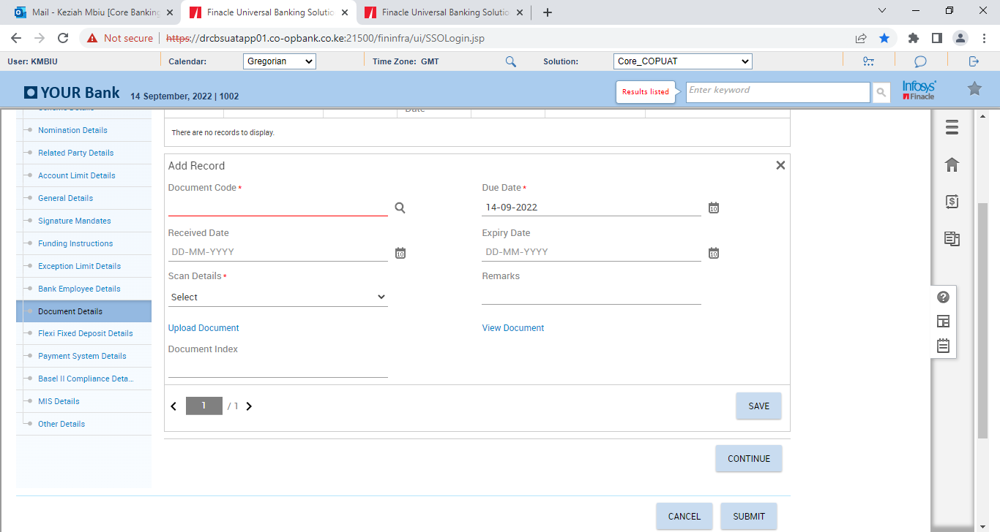 Mail - Keziah Mbiu [Core Banking
Finacle Universal Banking Solutio
Finacle Universal Banking Solutio
Not secure
https://drcbsuatapp01.co-opbank.co.ke:21500/fininfra/ui/SSOLogin.jsp
User: KMBIU
Calendar:
Gregorian
Time Zone: GMT
Solution:
Core_COPUAT
YOUR Bank
14 September, 2022 | 1002
Results listed
Enter keyword
Infosys
Finacle
Scheme Details
Nomination Details
Related Party Details
Account Limit Details
General Details
Signature Mandates
Funding Instructions
Exception Limit Details
Bank Employee Details
Document Details
Flexi Fixed Deposit Details
Payment System Details
Basel II Compliance Deta...
MIS Details
Other Details
Date
There are no records to display.
Add Record
Document Code *
Due Date *
14-09-2022
Received Date
DD-MM-YYYY
Expiry Date
DD-MM-YYYY
Scan Details *
Select
Remarks
Upload Document
View Document
Document Index
1
/ 1
SAVE
CONTINUE
CANCEL
SUBMIT